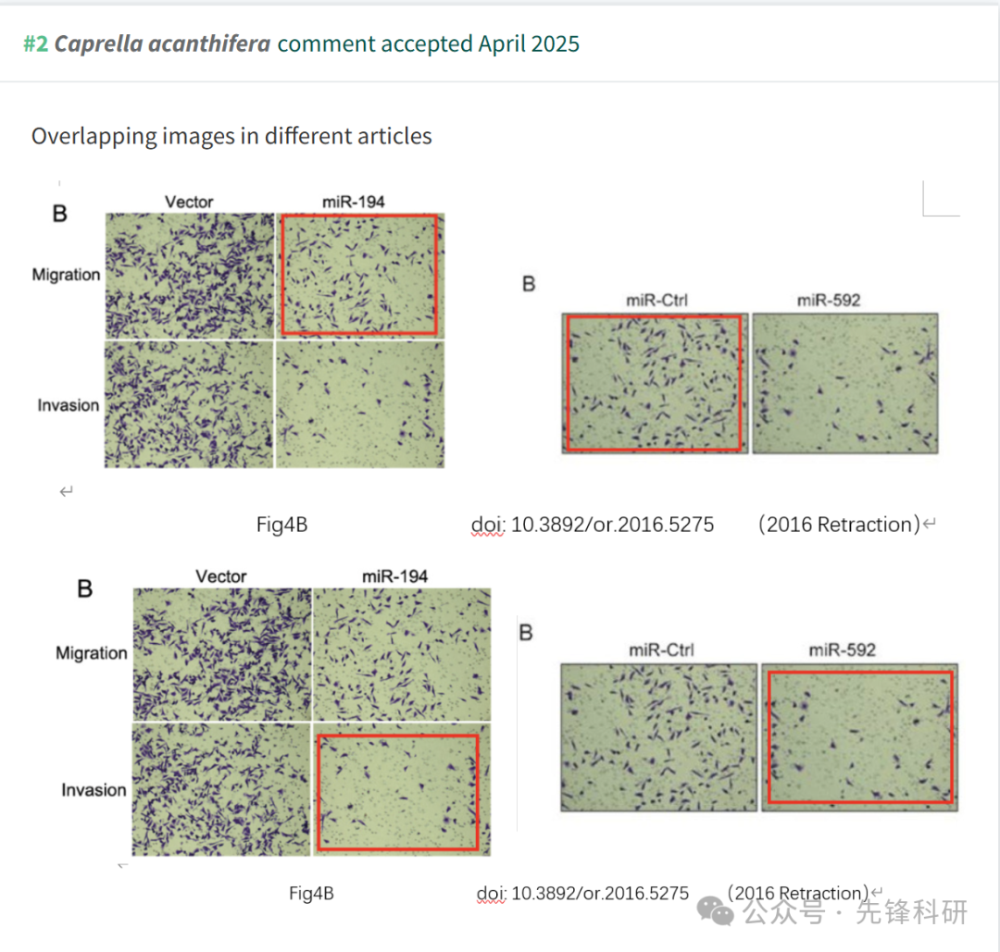 #2 Caprella acanthifera comment accepted April 2025
Overlapping images in different articles
B
Vector miR-194
Migration
Invasion
B
miR-Ctrl miR-592
Fig4B doi: 10.3892/or.2016.5275 (2016 Retraction)
B
Vector miR-194
Migration
Invasion
B
miR-Ctrl miR-592
Fig4B doi: 10.3892/or.2016.5275 (2016 Retraction)
公众号 · 先锋科研